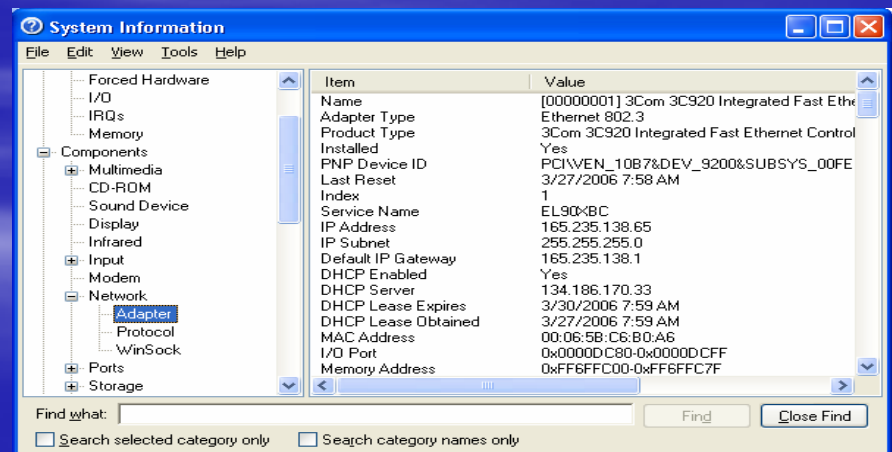 System Information
File Edit View Tools Help
Forced Hardware
I/O
IRQs
Memory
Components
Multimedia
CD-ROM
Sound Device
Display
Infrared
Input
Modem
Network
Adapter
Protocol
WinSock
Ports
Storage
Item Value
Name [00000001] 3Com 3C920 Integrated Fast Ethe
Adapter Type Ethernet 802.3
Product Type 3Com 3C920 Integrated Fast Ethernet Control
Installed Yes
PNP Device ID PCI\VEN_10B7&DEV_9200&SUBSYS_00FE
Last Reset 3/27/2006 7:58 AM
Index 1
Service Name EL90XBC
IP Address 165.235.138.65
IP Subnet 255.255.255.0
Default IP Gateway 165.235.138.1
DHCP Enabled Yes
DHCP Server 134.186.170.33
DHCP Lease Expires 3/30/2006 7:59 AM
DHCP Lease Obtained 3/27/2006 7:59 AM
MAC Address 00:06:5B:C6:B0:A6
I/O Port 0x0000DC80-0x0000DCFF
Memory Address 0xFF6FFC00-0xFF6FFC7F
Find what: Find Close Find
Search selected category only Search category names only